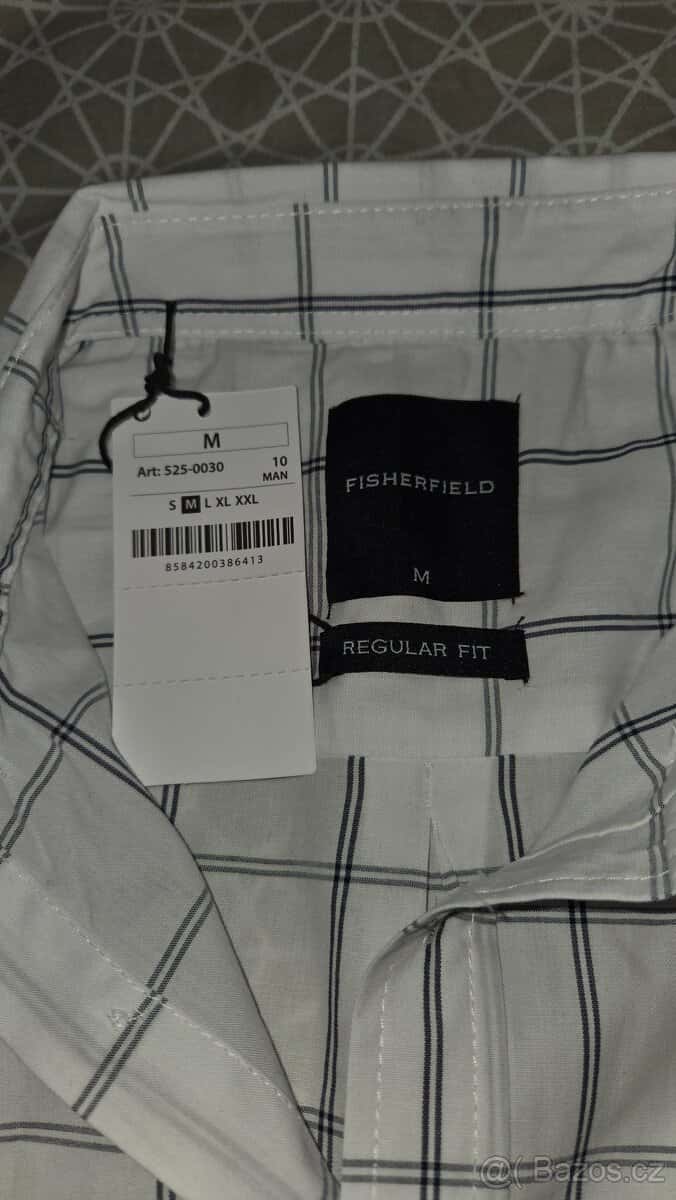 M
Art: 525-0030
10
MAN
S M L XL XXL
8584200386413
FISHERFIELD
M
REGULAR FIT
@( Bazos.cz